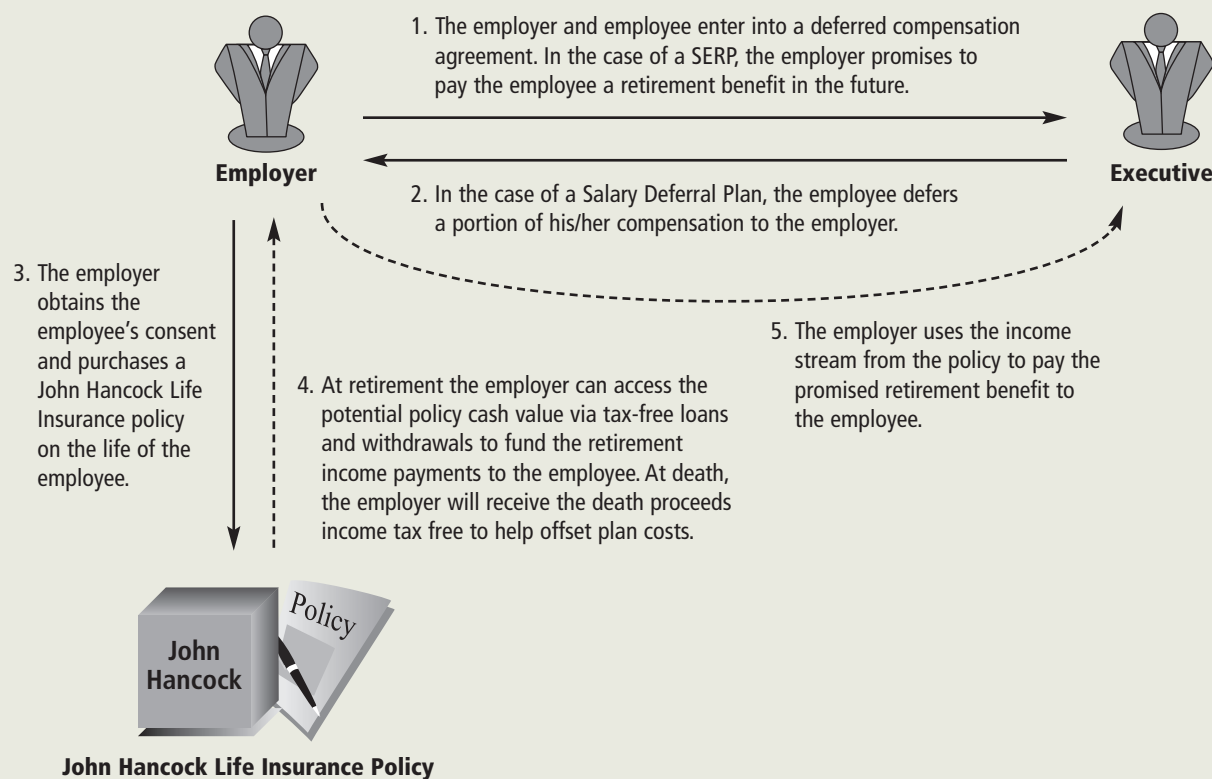 1. The employer and employee enter into a deferred compensation
agreement. In the case of a SERP, the employer promises to
pay the employee a retirement benefit in the future.
Employer
Executive
2. In the case of a Salary Deferral Plan, the employee defers
a portion of his/her compensation to the employer.
3. The employer
obtains the
employee’s consent
and purchases a
John Hancock Life
Insurance policy
on the life of the
employee.
4. At retirement the employer can access the
potential policy cash value via tax-free loans
and withdrawals to fund the retirement
income payments to the employee. At death,
the employer will receive the death proceeds
income tax free to help offset plan costs.
5. The employer uses the income
stream from the policy to pay the
promised retirement benefit to
the employee.
John
Hancock
Policy
John Hancock Life Insurance Policy